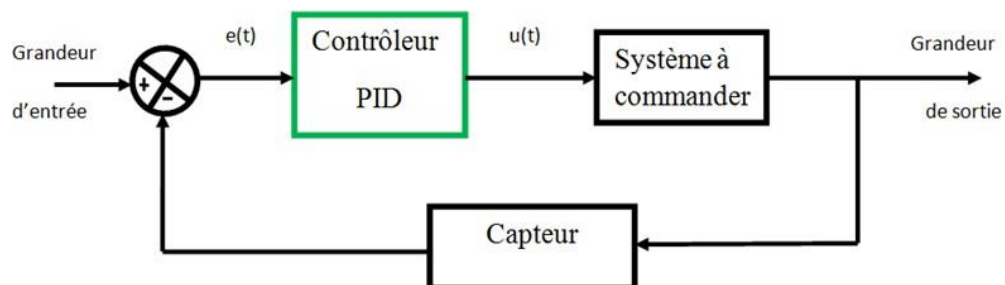 Grandeur
d'entrée
+
-
e(t)
Contrôleur
PID
u(t)
Système à
commander
Grandeur
de sortie
Capteur